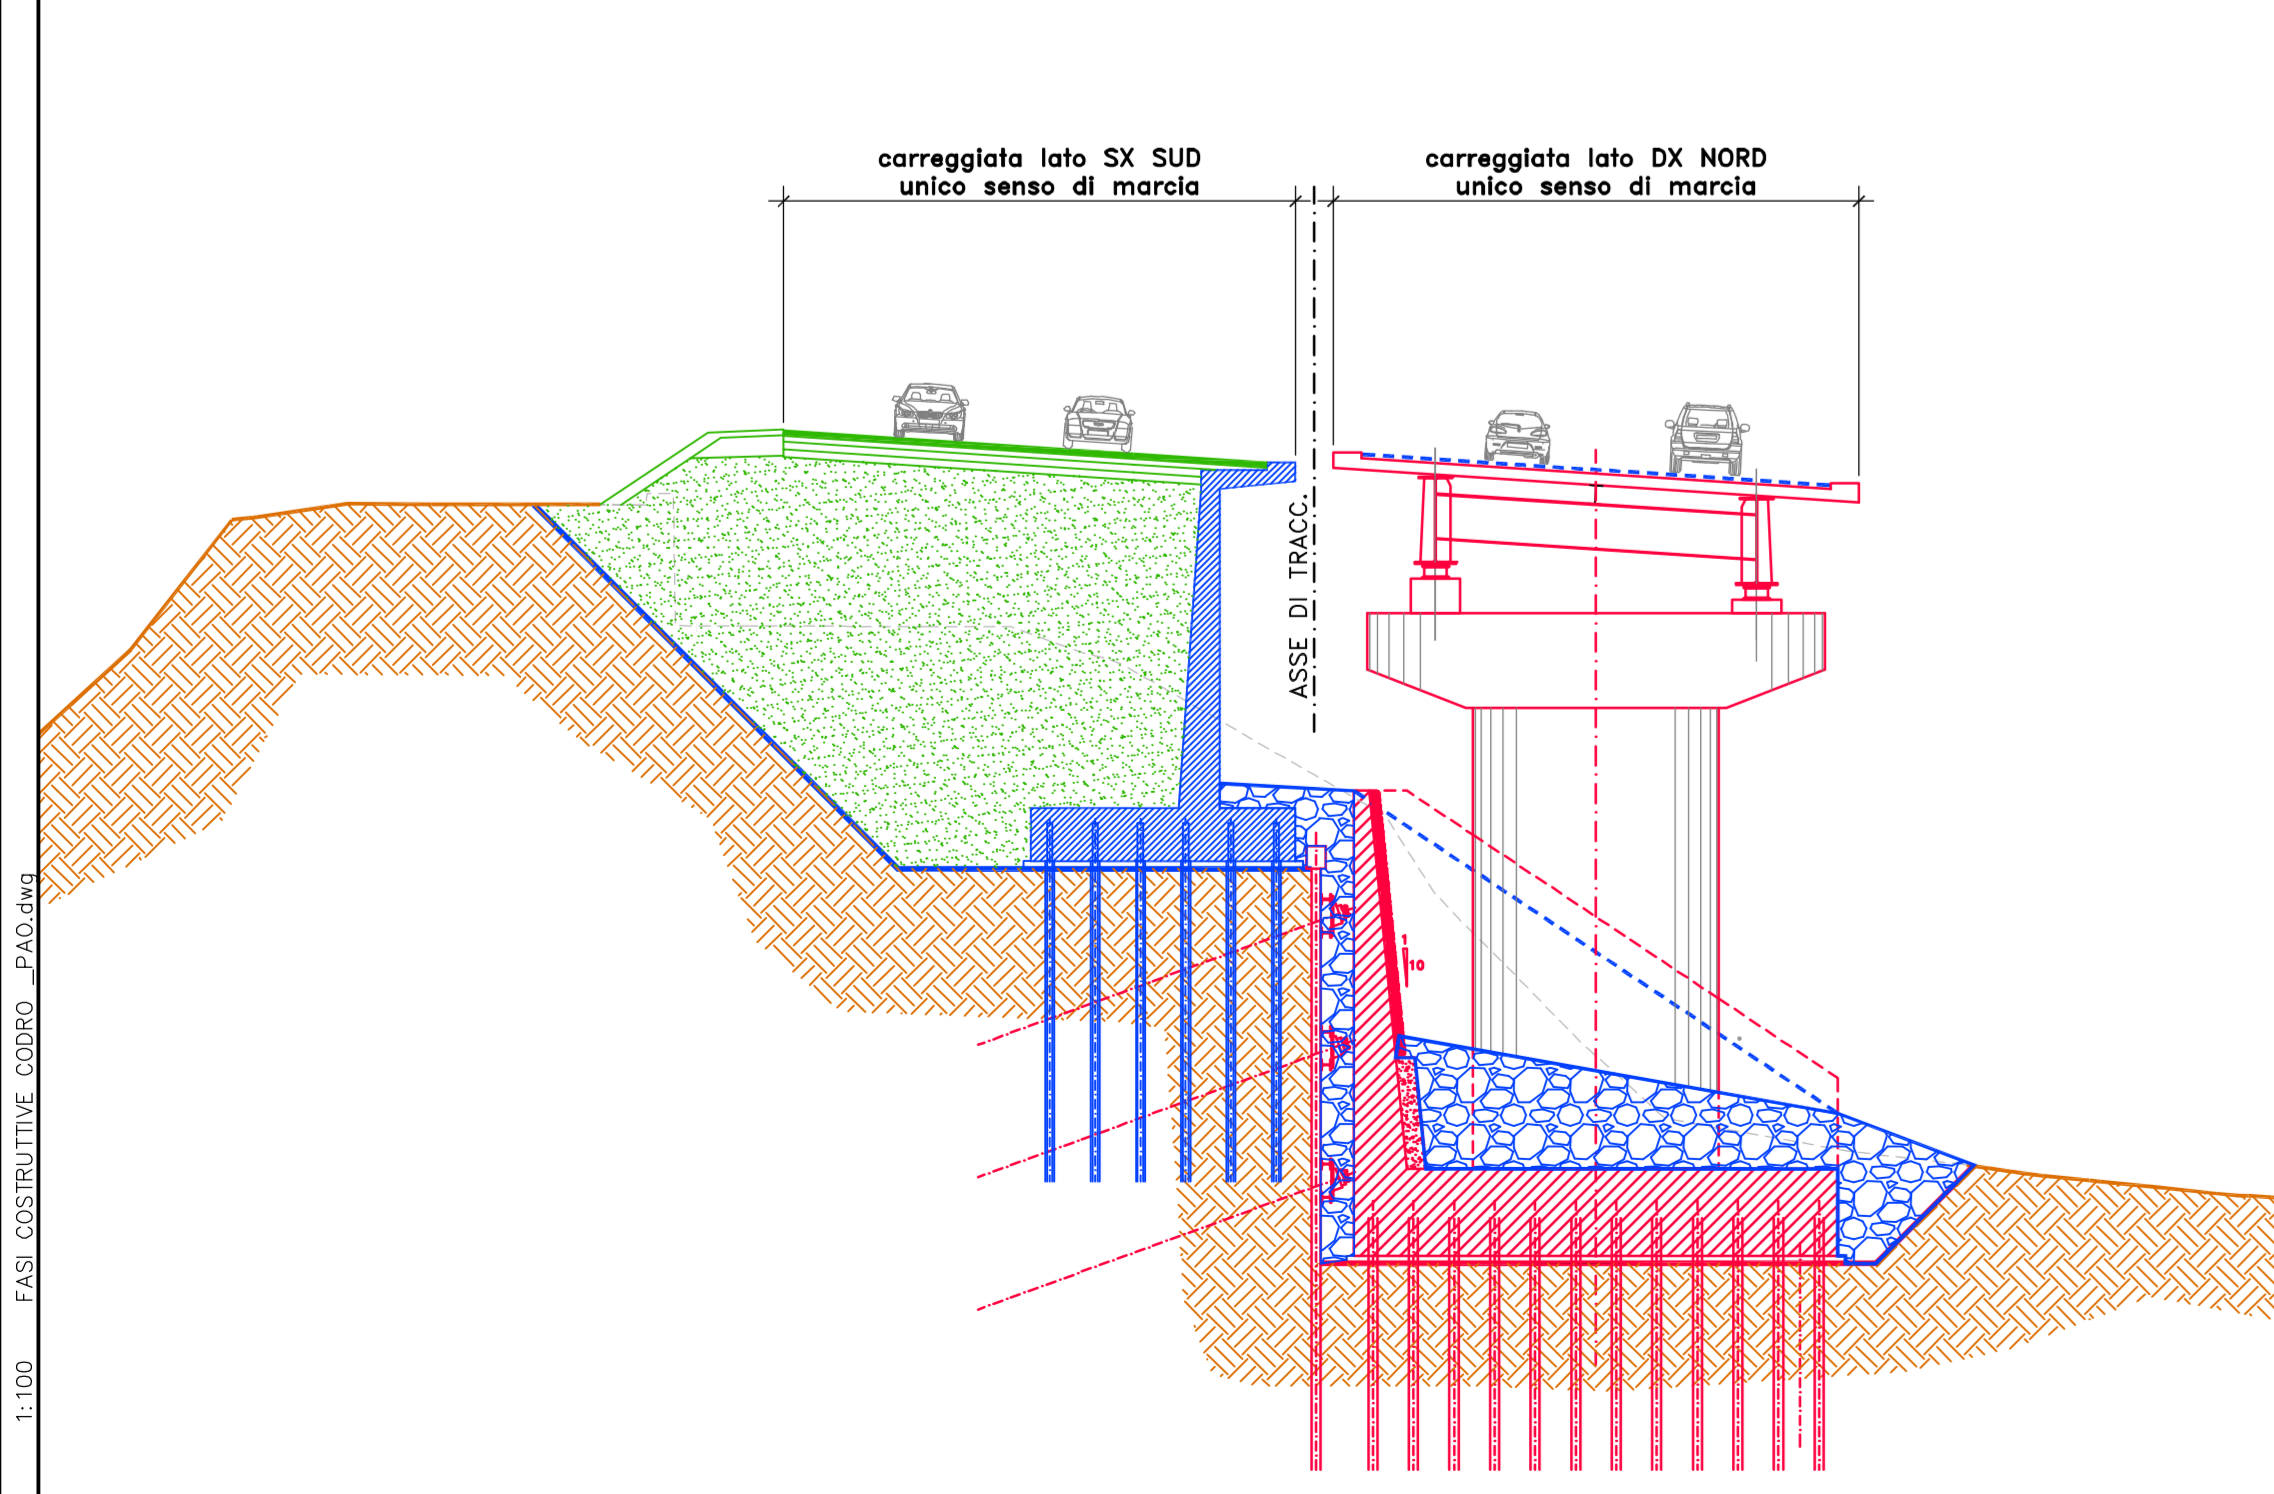 carreggiata lato SX SUD
unico senso di marcia
carreggiata lato DX NORD
unico senso di marcia
ASSE DI TRACC.
1
10
1:100 FASI COSTRUTTIVE CODRO _PAO.dwg